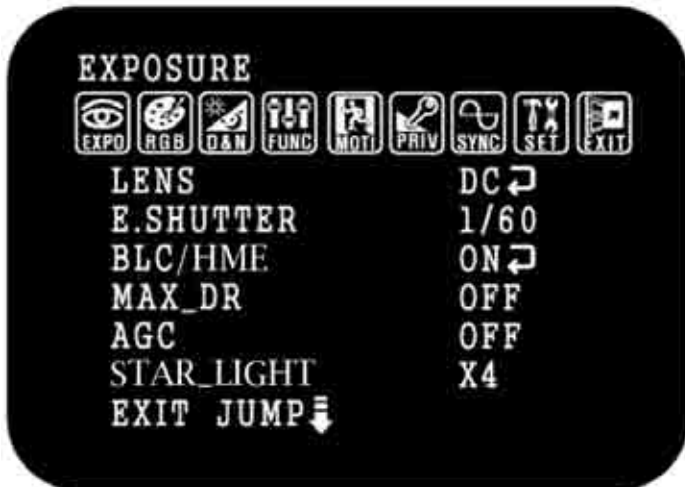 EXPOSURE
EXPO RGB D&N FUNC MOTI PRIV SYNC SET EXIT
LENS DC
E.SHUTTER 1/60
BLC/HME ON
MAX_DR OFF
AGC OFF
STAR_LIGHT X4
EXIT JUMP